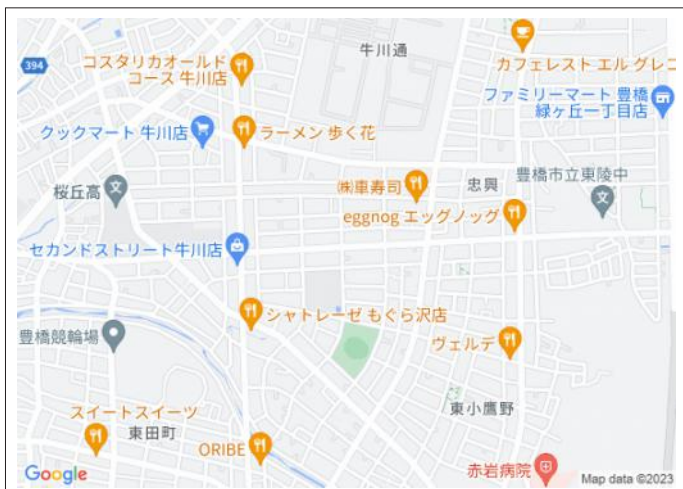 牛川通
394
コスタリカオールド
コース 牛川店
カフェレスト エル グレコ
ファミリーマート 豊橋
緑ヶ丘一丁目店
クックマート 牛川店
ラーメン 歩く花
桜丘高
㈱車寿司
忠興
豊橋市立東陵中
eggnog エッグノッグ
セカンドストリート牛川店
シャトレーゼ もぐら沢店
豊橋競輪場
ヴェルデ
スイートスイーツ
東田町
東小鷹野
ORIBE
赤岩病院
Google
Map data ©2023